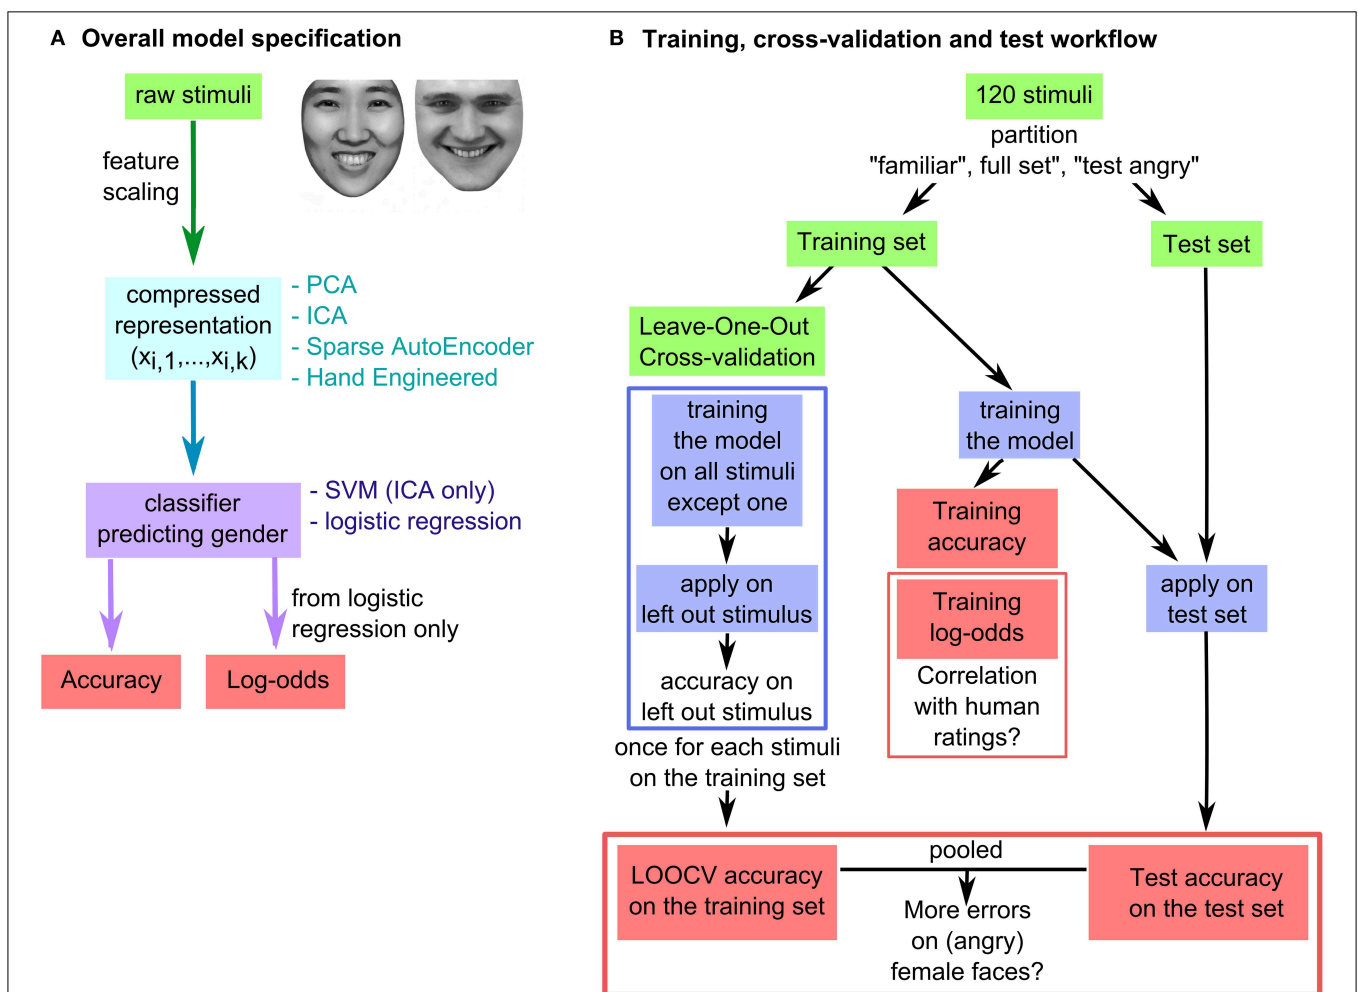 A Overall model specification
raw stimuli
feature
scaling
compressed
representation
(xi,1,...,xi,k)
- PCA
- ICA
- Sparse AutoEncoder
- Hand Engineered
classifier
predicting gender
- SVM (ICA only)
- logistic regression
from logistic
regression only
Accuracy
Log-odds
B Training, cross-validation and test workflow
120 stimuli
partition
"familiar", full set", "test angry"
Training set
Test set
Leave-One-Out
Cross-validation
training
the model
on all stimuli
except one
apply on
left out stimulus
accuracy on
left out stimulus
once for each stimuli
on the training set
training
the model
Training
accuracy
Training
log-odds
Correlation
with human
ratings?
apply on
test set
LOOCV accuracy
on the training set
pooled
More errors
on (angry)
female faces?
Test accuracy
on the test set